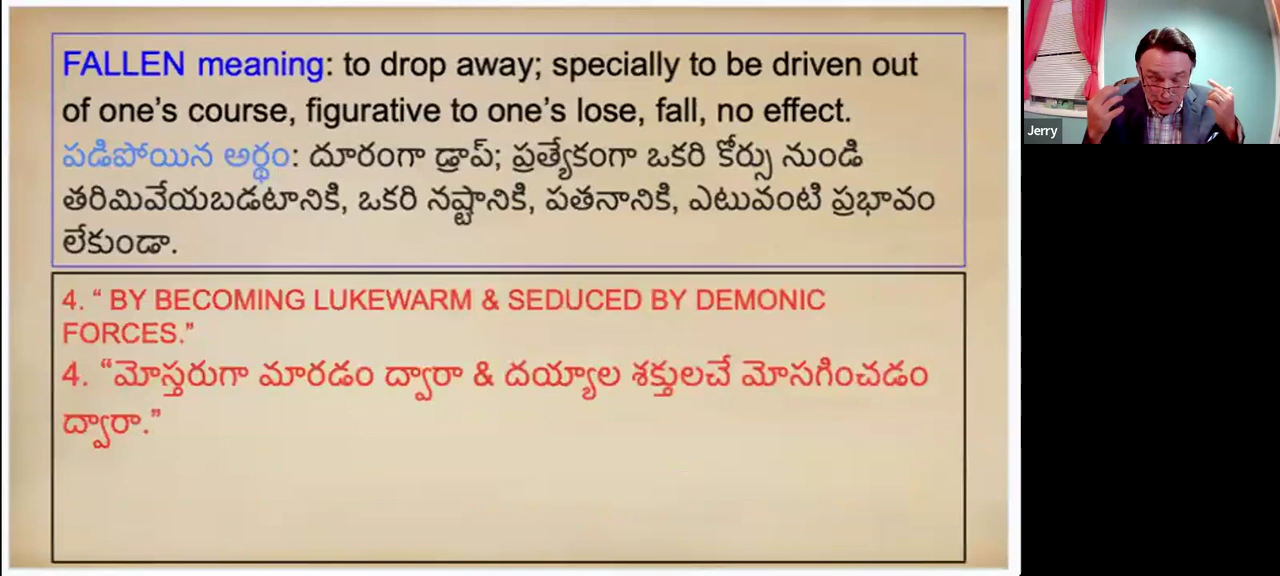 FALLEN meaning: to drop away; specially to be driven out
of one's course, figurative to one's lose, fall, no effect.
పడిపోయిన అర్థం: దూరంగా డ్రాప్; ప్రత్యేకంగా ఒకరి కోర్సు నుండి
తరిమివేయబడటానికి, ఒకరి నష్టానికి, పతనానికి, ఎటువంటి ప్రభావం
లేకుండా.
4. “ BY BECOMING LUKEWARM & SEDUCED BY DEMONIC
FORCES.”
4. “మోస్తరుగా మారడం ద్వారా & దయ్యాల శక్తులచే మోసగించడం
ద్వారా.”
Jerry